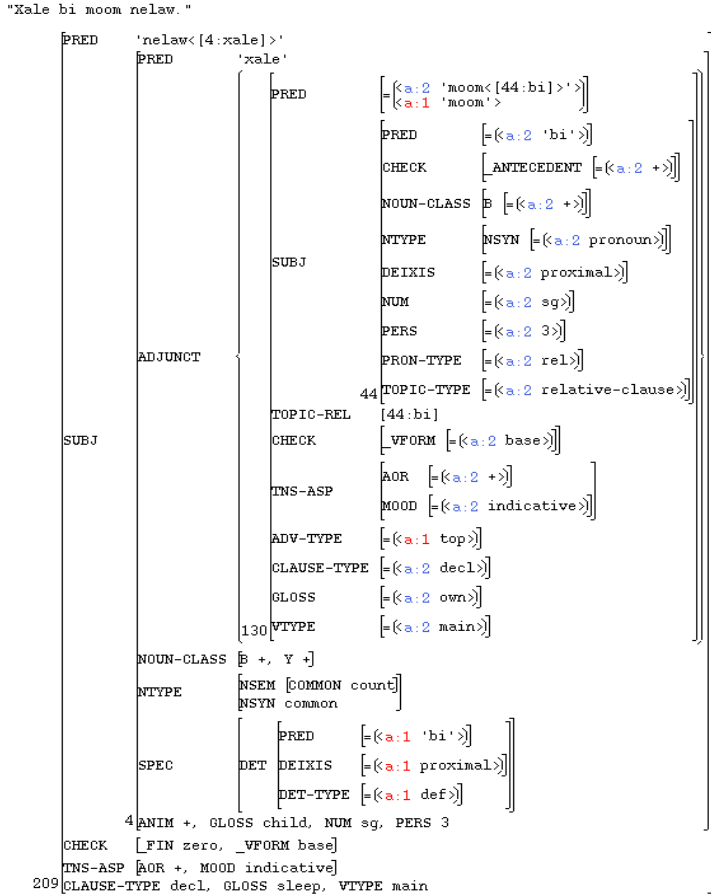 "Xale bi moom nelaw."
PRED 'nelaw<[4:xale]>'
PRED 'xale'
PRED = <a:2 'moom<[44:bi]>'>
<a:1 'moom'>
PRED =<a:2 'bi'>
CHECK _ANTECEDENT =<a:2 +>
NOUN-CLASS B =<a:2 +>
NTYPE NSYN =<a:2 pronoun>
SUBJ DEIXIS =<a:2 proximal>
NUM =<a:2 sg>
PERS =<a:2 3>
ADJUNCT PRON-TYPE =<a:2 rel>
44 TOPIC-TYPE =<a:2 relative-clause>
TOPIC-REL [44:bi]
SUBJ CHECK _VFORM =<a:2 base>
TNS-ASP AOR =<a:2 +>
MOOD =<a:2 indicative>
ADV-TYPE =<a:1 top>
CLAUSE-TYPE =<a:2 decl>
GLOSS =<a:2 own>
130 VTYPE =<a:2 main>
NOUN-CLASS [B +, Y +]
NTYPE NSEM [COMMON count]
NSYN common
PRED =<a:1 'bi'>
SPEC DET DEIXIS =<a:1 proximal>
DET-TYPE =<a:1 def>
4 ANIM +, GLOSS child, NUM sg, PERS 3
CHECK [_FIN zero, _VFORM base]
TNS-ASP [AOR +, MOOD indicative]
209 CLAUSE-TYPE decl, GLOSS sleep, VTYPE main